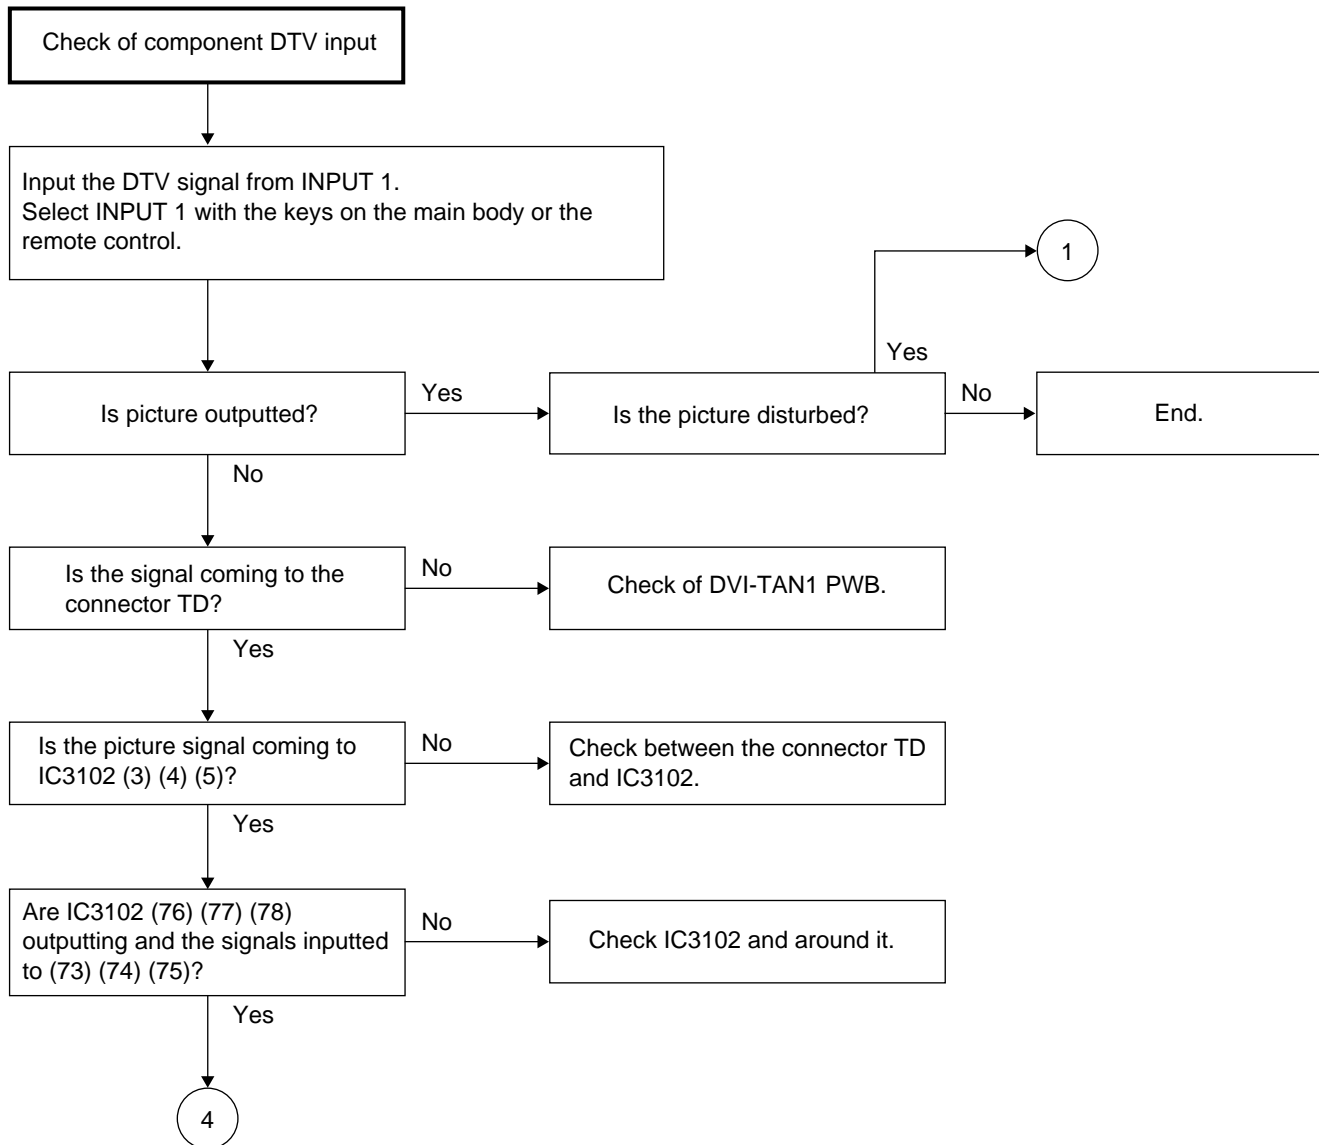 Check of component DTV input
Input the DTV signal from INPUT 1.
Select INPUT 1 with the keys on the main body or the
remote control.
1
Yes
Is picture outputted?
Yes
Is the picture disturbed?
No
End.
No
Is the signal coming to the
connector TD?
No
Check of DVI-TAN1 PWB.
Yes
Is the picture signal coming to
IC3102 (3) (4) (5)?
No
Check between the connector TD
and IC3102.
Yes
Are IC3102 (76) (77) (78)
outputting and the signals inputted
to (73) (74) (75)?
No
Check IC3102 and around it.
Yes
4